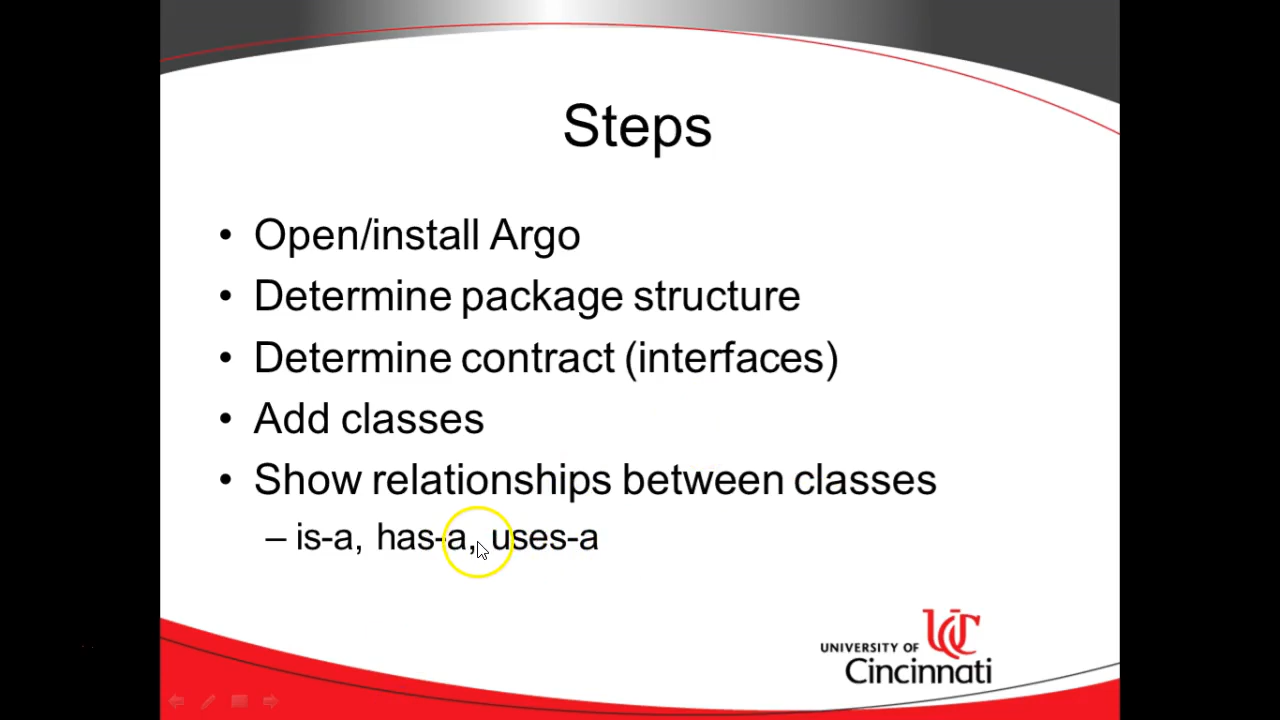 Steps
• Open/install Argo
• Determine package structure
• Determine contract (interfaces)
• Add classes
• Show relationships between classes
– is-a, has-a, uses-a
UC
UNIVERSITY OF
Cincinnati